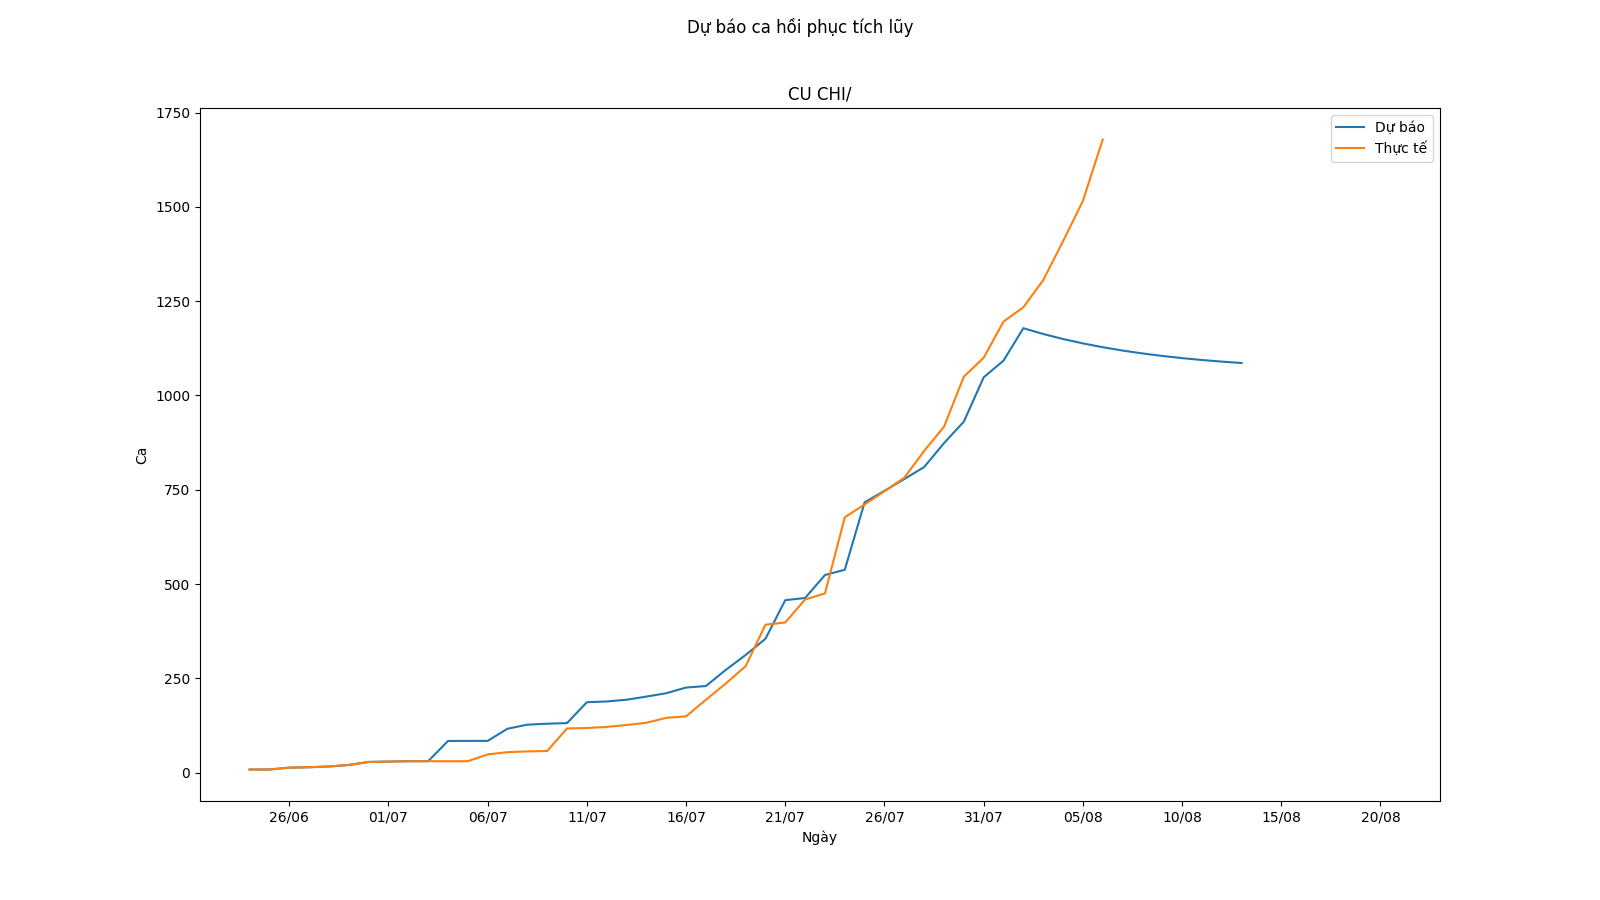 Dự báo ca hồi phục tích lũy
CU CHI/
Dự báo
Thực tế
1750
1500
1250
1000
750
500
250
0
Ca
26/06 01/07 06/07 11/07 16/07 21/07 26/07 31/07 05/08 10/08 15/08 20/08
Ngày